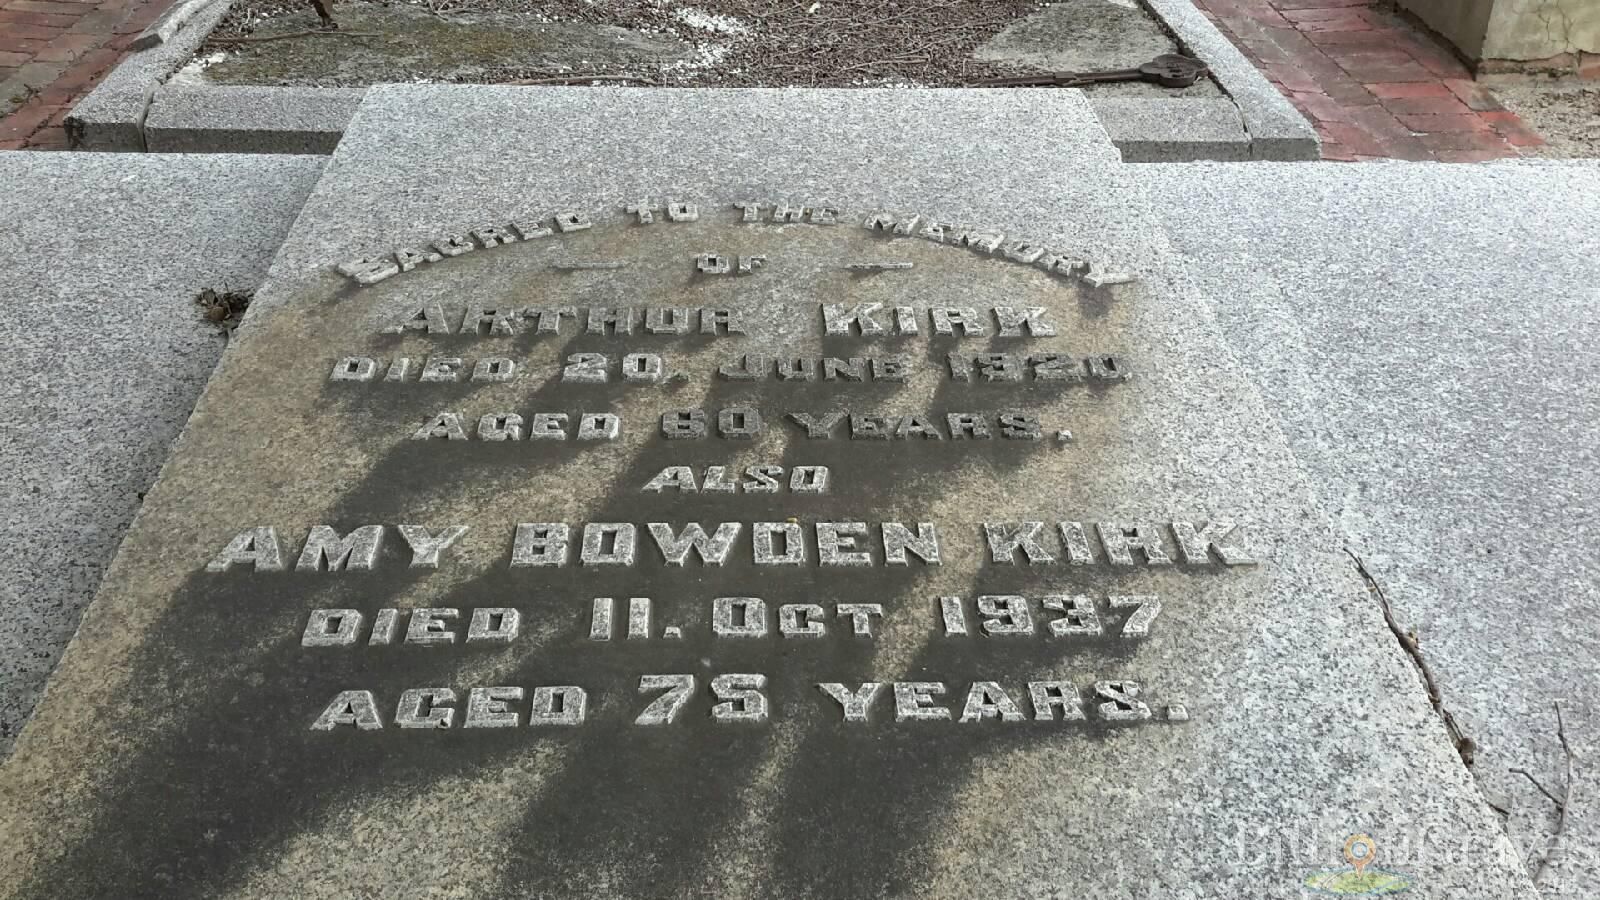 SACRED TO THE MEMORY
OF
ARTHUR KIRK
DIED 20. JUNE 1920
AGED 60 YEARS.
ALSO
AMY BOWDEN KIRK
DIED 11. OCT 1937
AGED 75 YEARS.
BillionGraves